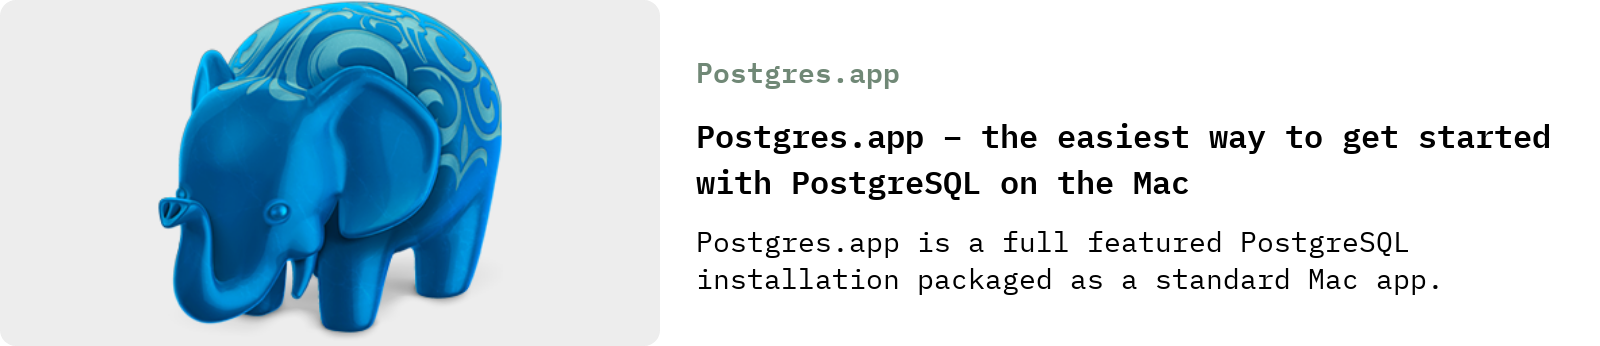 Postgres.app
Postgres.app – the easiest way to get started
with PostgreSQL on the Mac
Postgres.app is a full featured PostgreSQL
installation packaged as a standard Mac app.